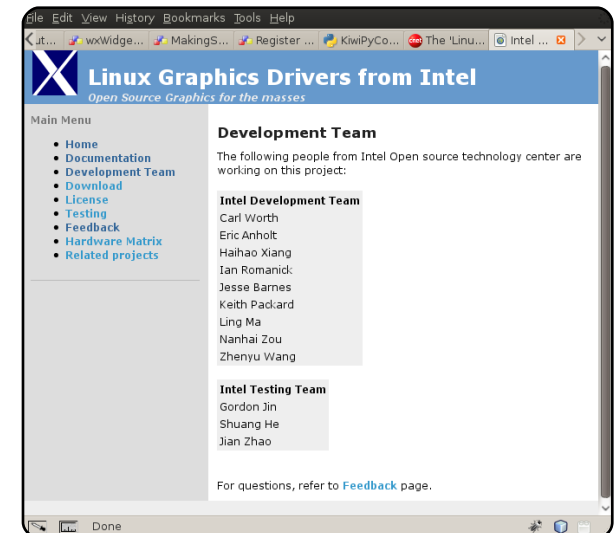 File Edit View History Bookmarks Tools Help
ut... wxWidge... MakingS... Register ... KiwiPyCo... The 'Linu... Intel ...
Linux Graphics Drivers from Intel
Open Source Graphics for the masses
Main Menu
Home
Documentation
Development Team
Download
License
Testing
Feedback
Hardware Matrix
Related projects
Development Team
The following people from Intel Open source technology center are
working on this project:
Intel Development Team
Carl Worth
Eric Anholt
Haihao Xiang
Ian Romanick
Jesse Barnes
Keith Packard
Ling Ma
Nanhai Zou
Zhenyu Wang
Intel Testing Team
Gordon Jin
Shuang He
Jian Zhao
For questions, refer to Feedback page.
Done